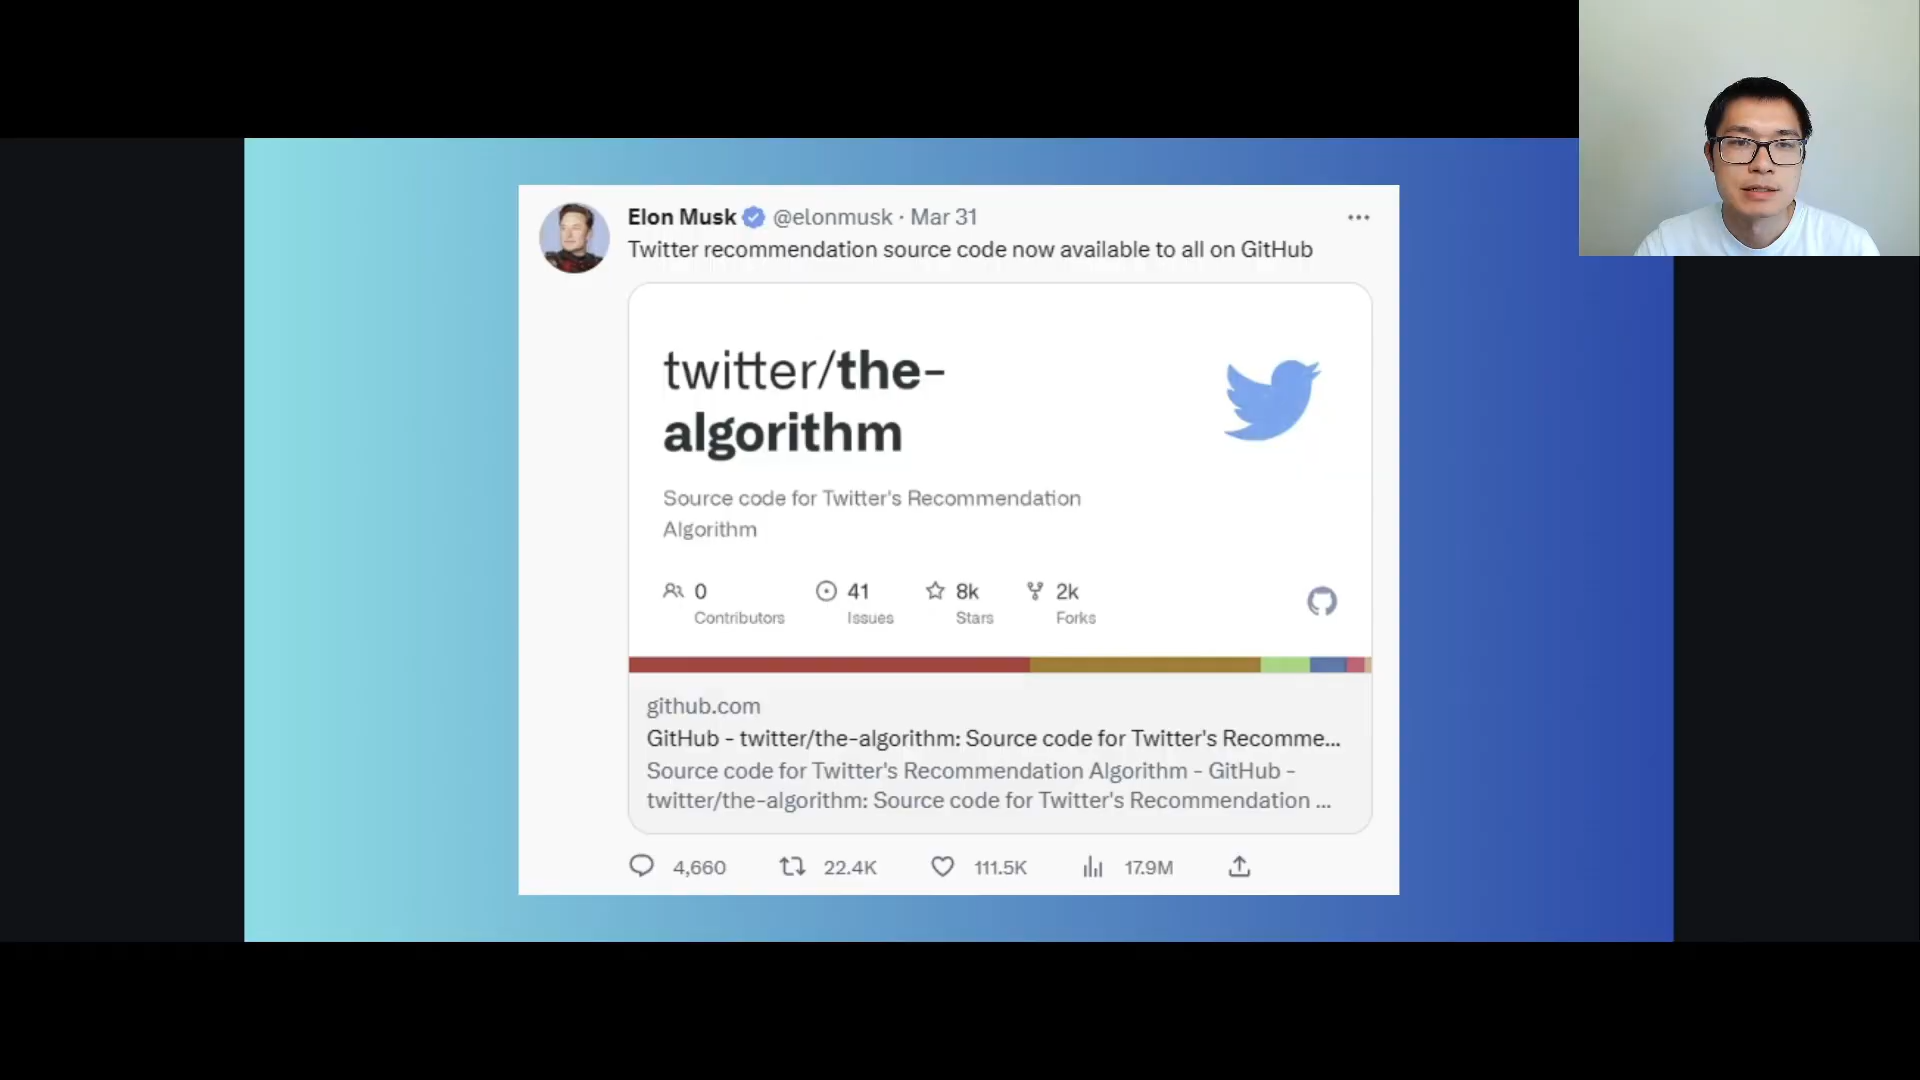 Elon Musk @elonmusk · Mar 31
Twitter recommendation source code now available to all on GitHub
twitter/the-
algorithm
Source code for Twitter's Recommendation
Algorithm
0 41 8k 2k
Contributors Issues Stars Forks
github.com
GitHub - twitter/the-algorithm: Source code for Twitter's Recomme...
Source code for Twitter's Recommendation Algorithm - GitHub -
twitter/the-algorithm: Source code for Twitter's Recommendation ...
4,660 22.4K 111.5K 17.9M